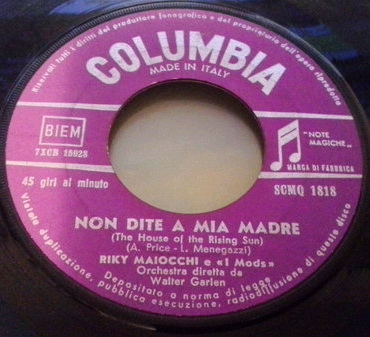 Riservati tutti i diritti del produttore fonografico e del proprietario dell'opera riprodotta
COLUMBIA
MADE IN ITALY
BIEM
7XCB 18028
"NOTE
MAGICHE"
MARCA DI FABBRICA
45 giri al minuto
SCMQ 1818
NON DITE A MIA MADRE
(The House of the Rising Sun)
(A. Price - I. Menegazzi)
RIKY MAIOCCHI e «I Mods»
Orchestra diretta da
Walter Garlen
Depositato a norma di legge
Vietate duplicazione, pubblica esecuzione, radiodiffusione di questo disco